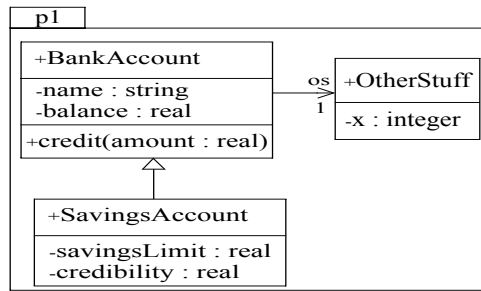 p1
+BankAccount
-name : string
-balance : real
+credit(amount : real)
os
1
+OtherStuff
-x : integer
+SavingsAccount
-savingsLimit : real
-credibility : real